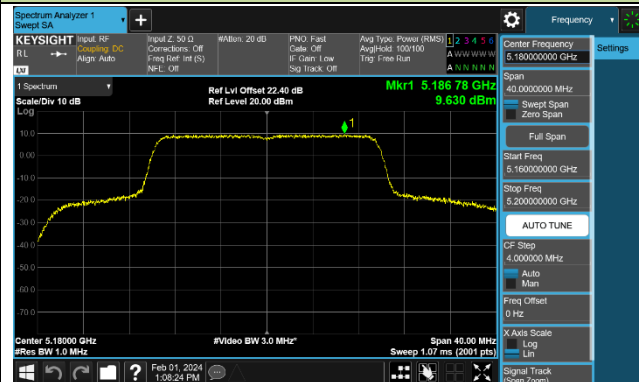 Spectrum Analyzer 1
Swept SA
Frequency
KEYSIGHT
RL
LXI
Input: RF
Coupling: DC
Align: Auto
Input Z: 50 Ω
Corrections: Off
Freq Ref: Int (S)
NFE: Off
#Atten: 20 dB
PNO: Fast
Gate: Off
IF Gain: Low
Sig Track: Off
Avg Type: Power (RMS)
Avg|Hold: 100/100
Trig: Free Run
1 2 3 4 5 6
A W W W W W
A N N N N N
Center Frequency
5.180000000 GHz
Settings
Span
40.0000000 MHz
Swept Span
Zero Span
Full Span
Start Freq
5.160000000 GHz
Stop Freq
5.200000000 GHz
AUTO TUNE
CF Step
4.000000 MHz
Auto
Man
Freq Offset
0 Hz
X Axis Scale
Log
Lin
Signal Track
(Span Zoom)
1 Spectrum
Scale/Div 10 dB
Log
Ref Lvl Offset 22.40 dB
Ref Level 20.00 dBm
Mkr1 5.186 78 GHz
9.630 dBm
1
10.0
0.00
-10.0
-20.0
-30.0
-40.0
-50.0
-60.0
-70.0
Center 5.18000 GHz
#Res BW 1.0 MHz
#Video BW 3.0 MHz*
Span 40.00 MHz
Sweep 1.07 ms (2001 pts)
Feb 01, 2024
1:08:24 PM